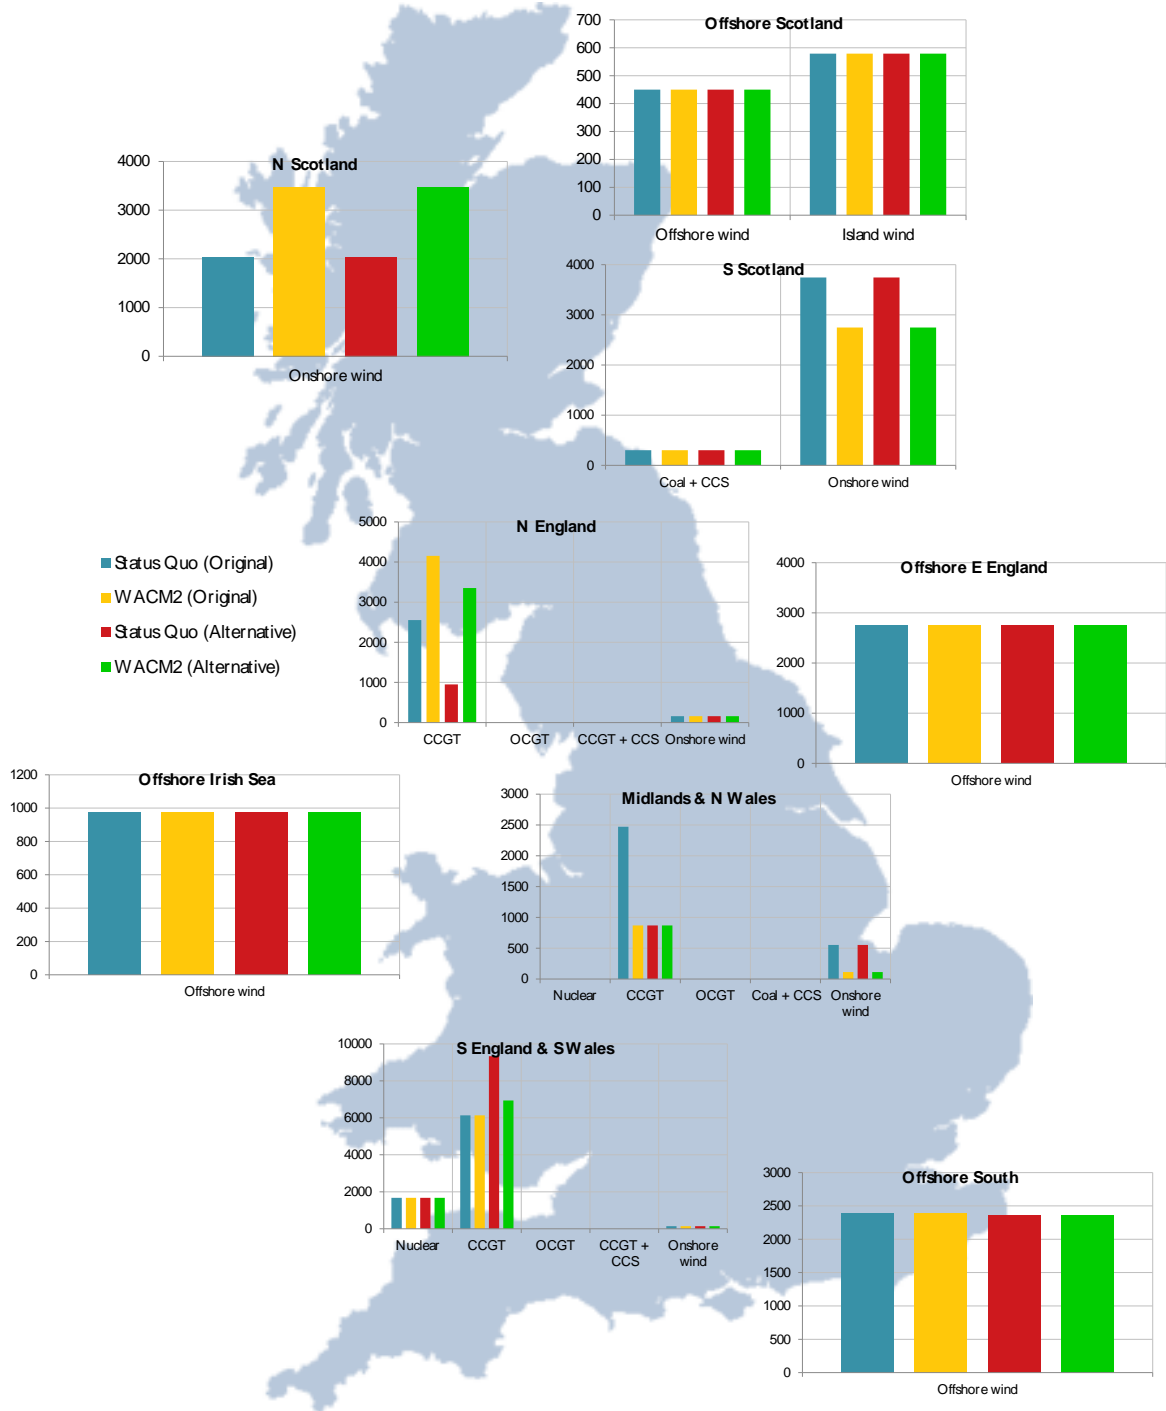 Offshore Scotland
700
600
500
400
300
200
100
0
Offshore wind Island wind
N Scotland
4000
3000
2000
1000
0
Onshore wind
S Scotland
4000
3000
2000
1000
0
Coal + CCS Onshore wind
N England
5000
4000
3000
2000
1000
0
CCGT OCGT CCGT + CCS Onshore wind
Status Quo (Original)
WACM2 (Original)
Status Quo (Alternative)
WACM2 (Alternative)
Offshore E England
4000
3000
2000
1000
0
Offshore wind
Offshore Irish Sea
1200
1000
800
600
400
200
0
Offshore wind
Midlands & N Wales
3000
2500
2000
1500
1000
500
0
Nuclear CCGT OCGT Coal + CCS Onshore
wind
S England & S Wales
10000
8000
6000
4000
2000
0
Nuclear CCGT OCGT CCGT + Onshore
CCS wind
Offshore South
3000
2500
2000
1500
1000
500
0
Offshore wind